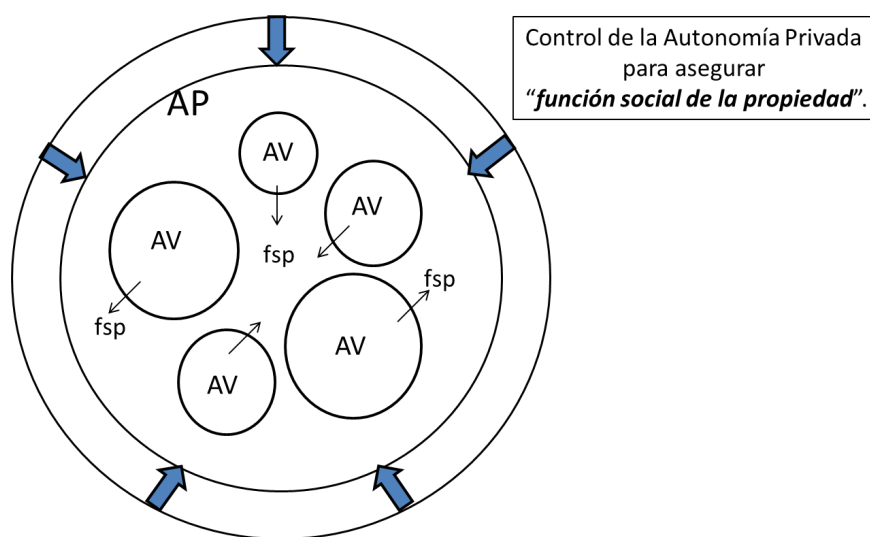 Control de la Autonomía Privada
para asegurar
“función social de la propiedad”.
AP
AV
AV
AV
fsp
fsp
fsp
AV
AV